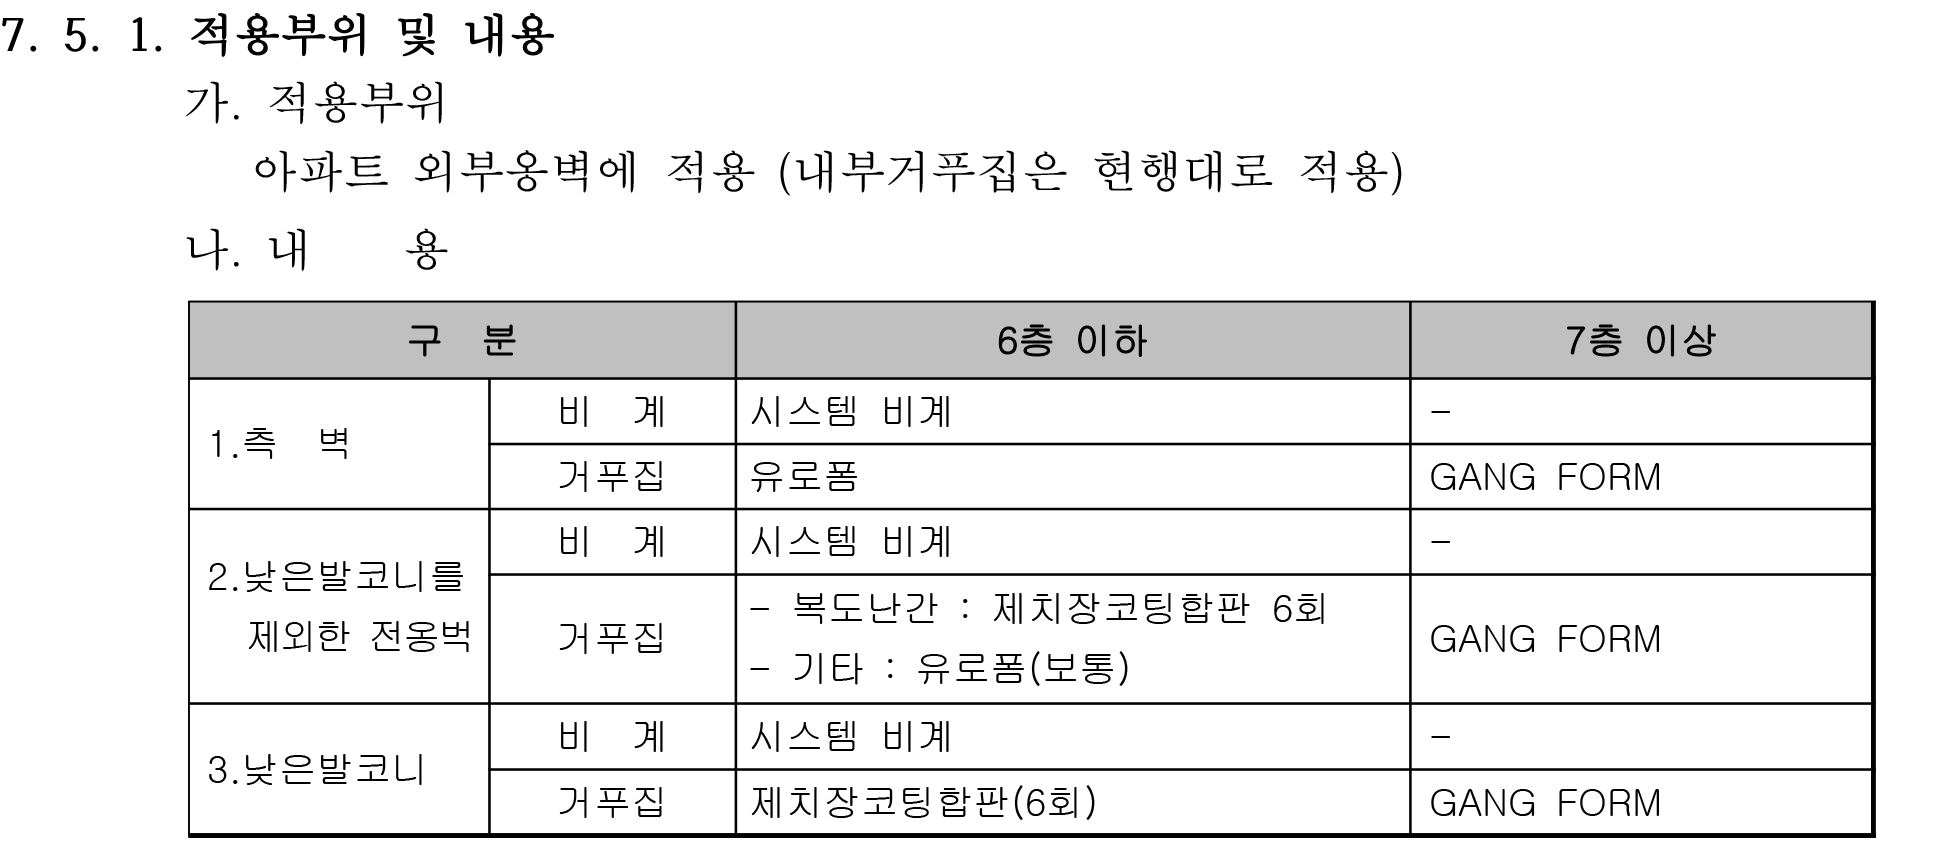 7. 5. 1. 적용부위 및 내용
가. 적용부위
아파트 외부옹벽에 적용 (내부거푸집은 현행대로 적용)
나. 내 용
구 분 6층 이하 7층 이상
1.측 벽 비 계 시스템 비계 -
거푸집 유로폼 GANG FORM
2.낮은발코니를 제외한 전옹벽 비 계 시스템 비계 -
거푸집 - 복도난간 : 제치장코팅합판 6회
- 기타 : 유로폼(보통) GANG FORM
3.낮은발코니 비 계 시스템 비계 -
거푸집 제치장코팅합판(6회) GANG FORM